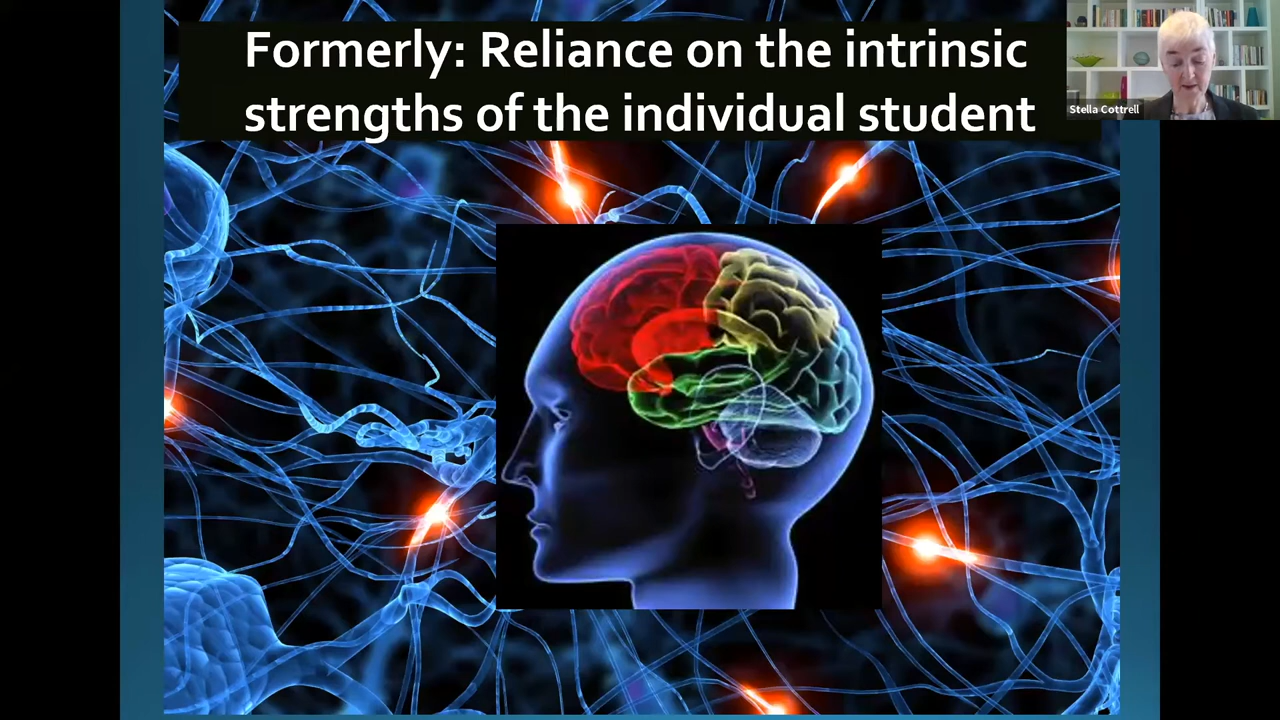 Formerly: Reliance on the intrinsic
strengths of the individual student
Stella Cottrell